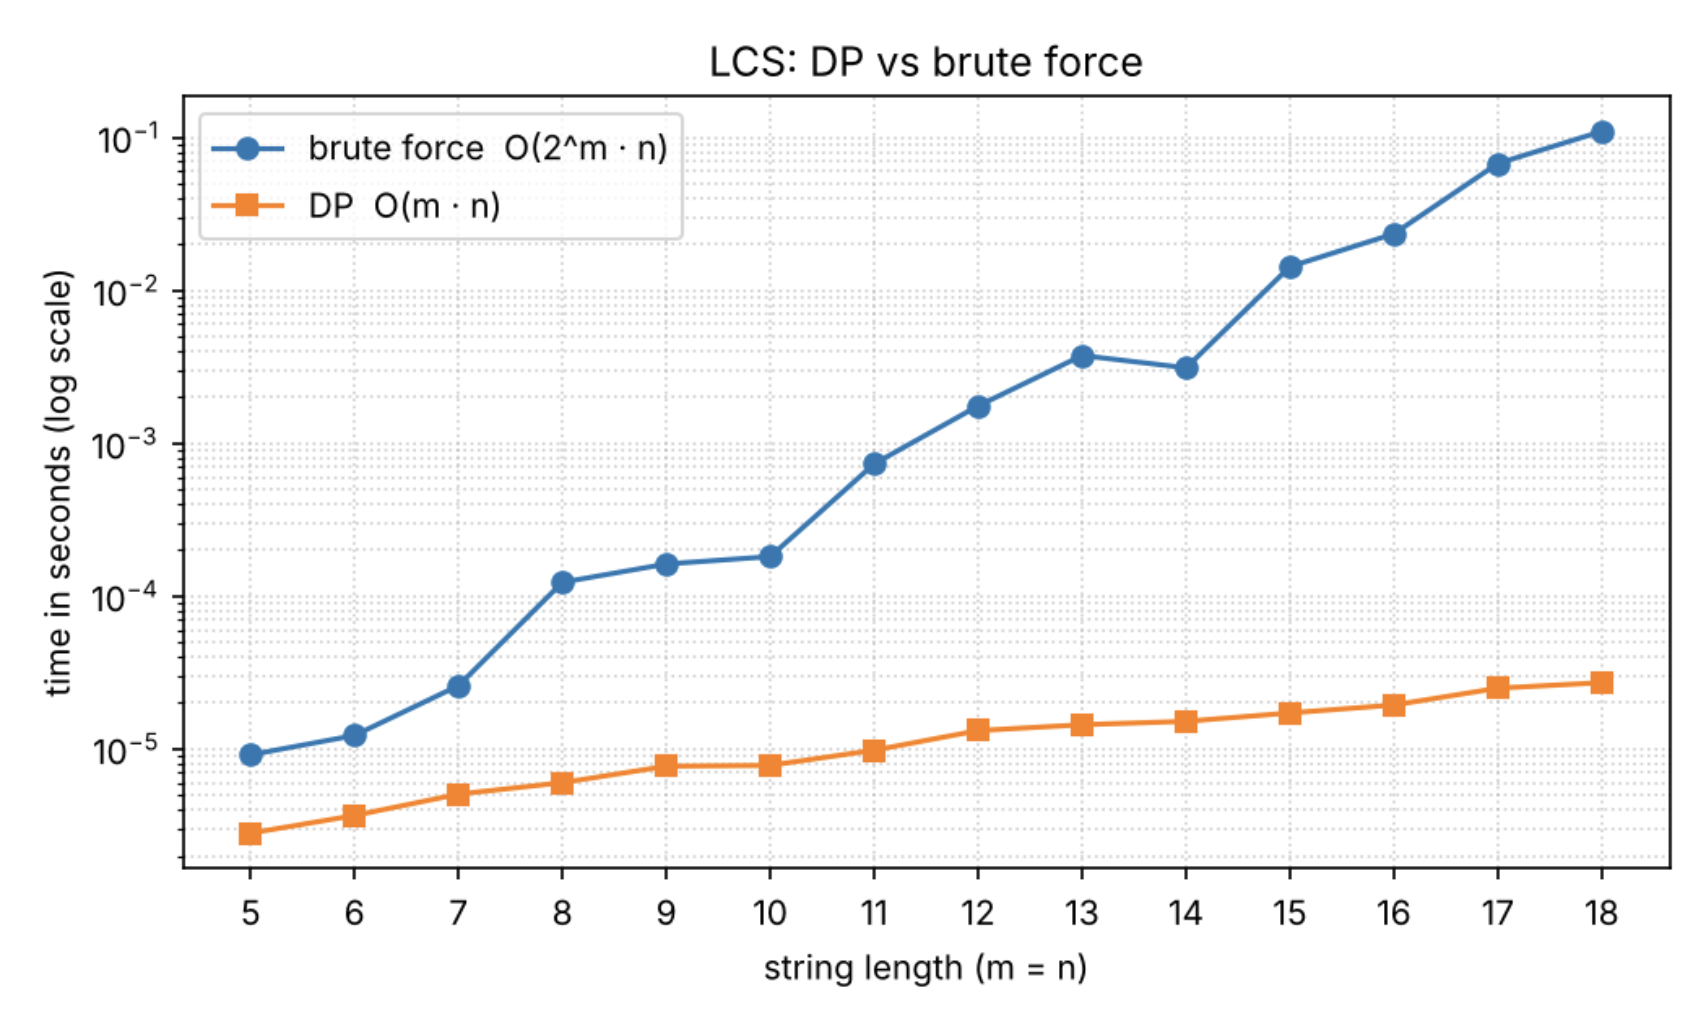 LCS: DP vs brute force
brute force O(2^m · n)
DP O(m · n)
time in seconds (log scale)
10⁻¹
10⁻²
10⁻³
10⁻⁴
10⁻⁵
5 6 7 8 9 10 11 12 13 14 15 16 17 18
string length (m = n)